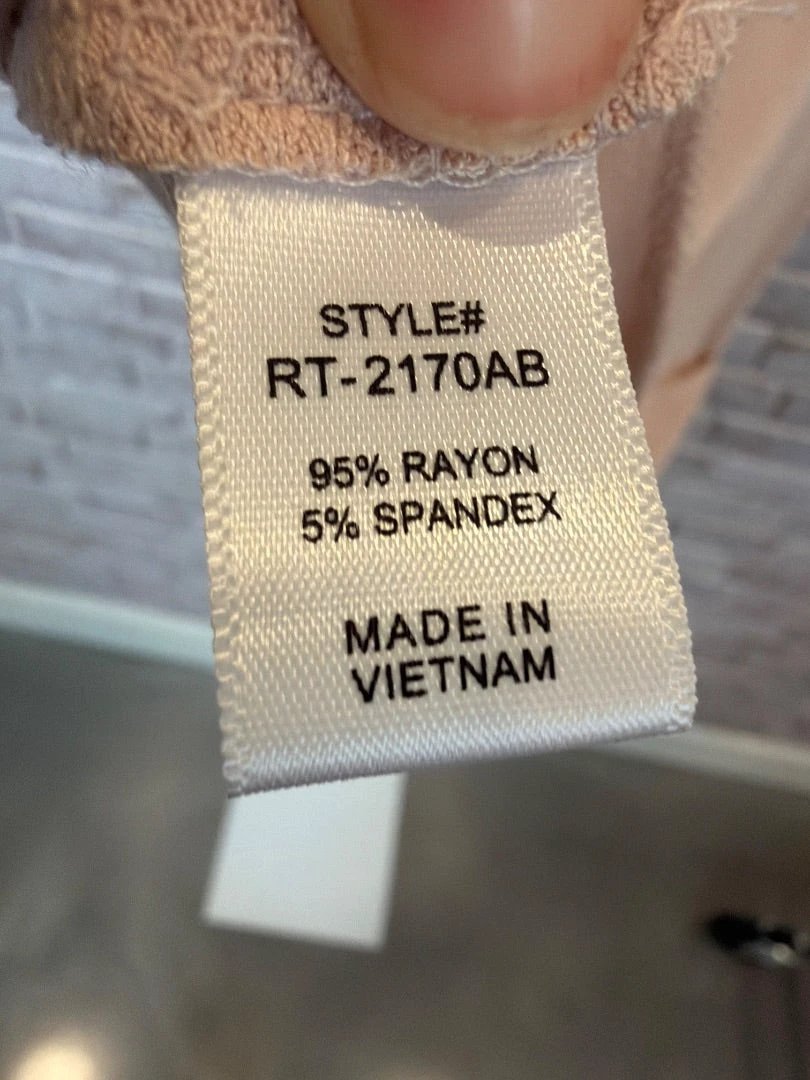 STYLE#
RT-2170AB
95% RAYON
5% SPANDEX
MADE IN
VIETNAM